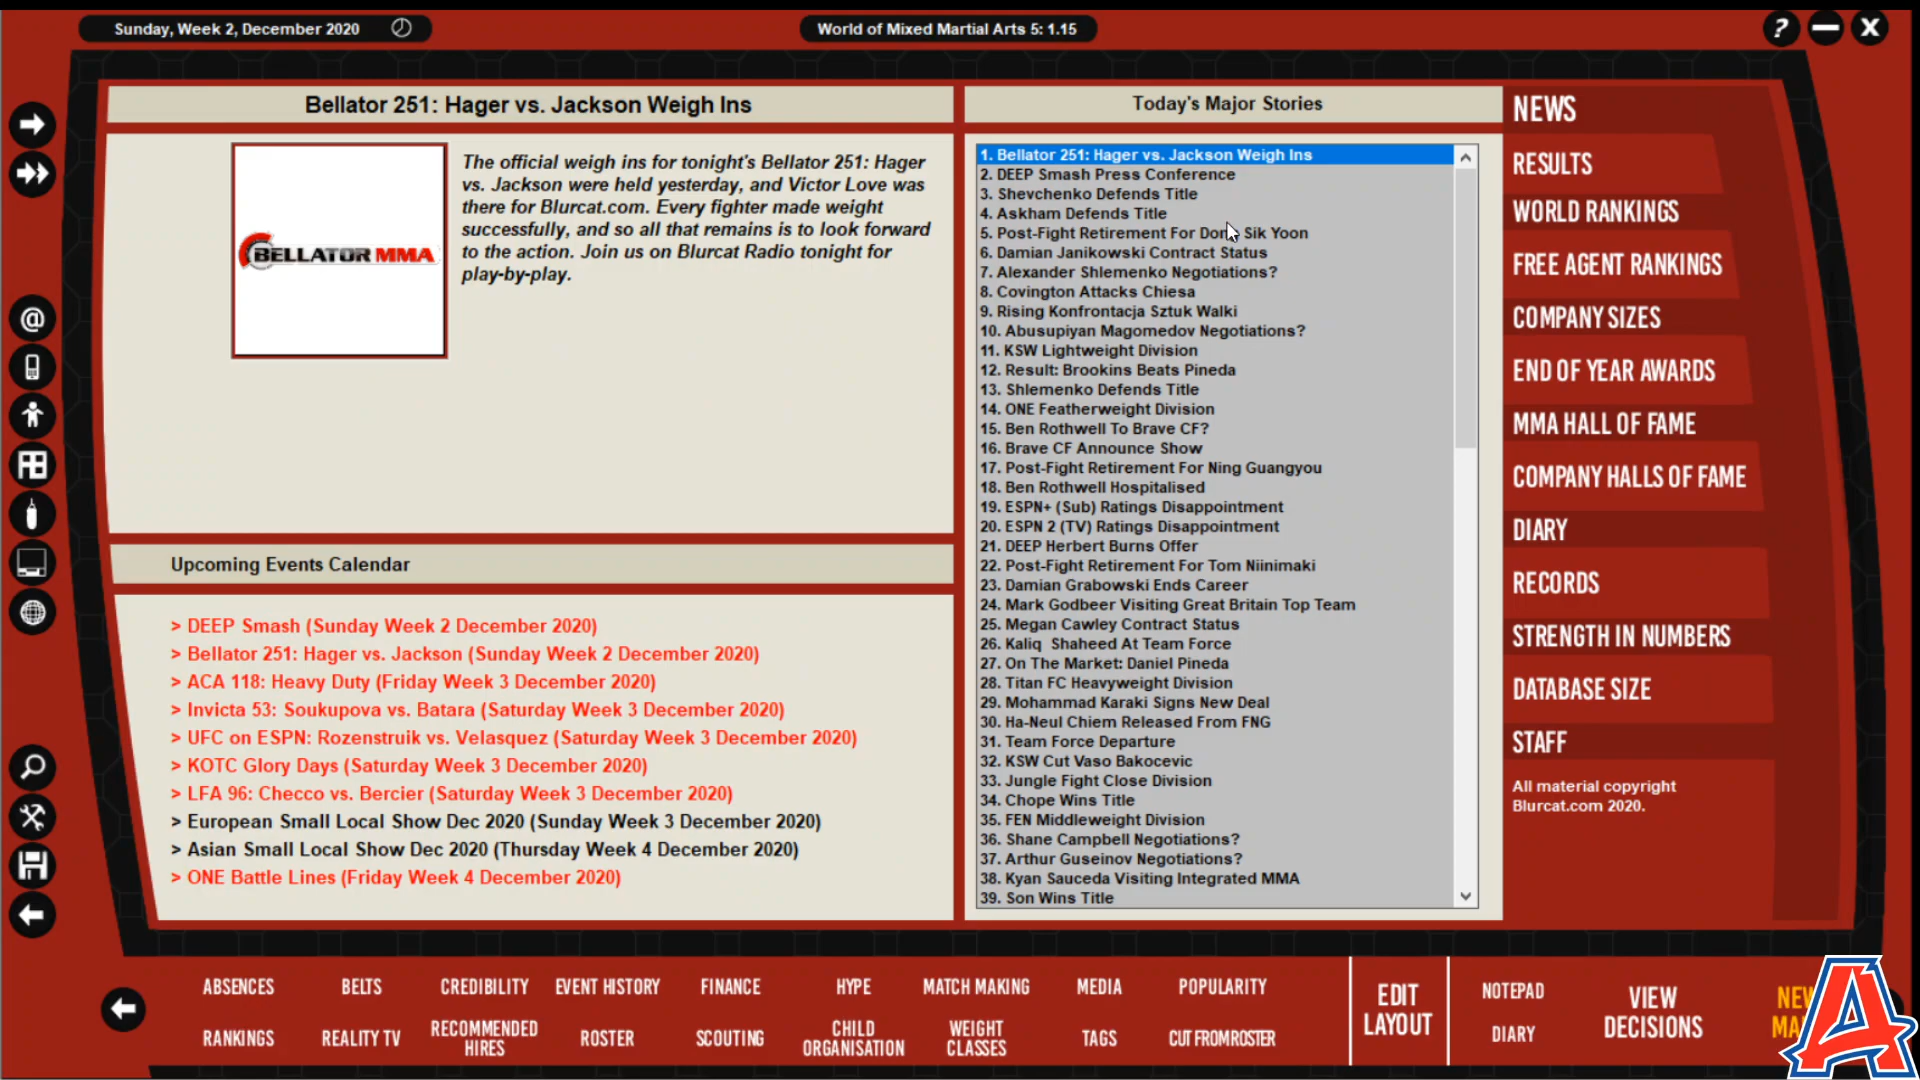 Sunday, Week 2, December 2020
World of Mixed Martial Arts 5: 1.15
?
X
Bellator 251: Hager vs. Jackson Weigh Ins
BELLATOR MMA
The official weigh ins for tonight's Bellator 251: Hager
vs. Jackson were held yesterday, and Victor Love was
there for Blurcat.com. Every fighter made weight
successfully, and so all that remains is to look forward
to the action. Join us on Blurcat Radio tonight for
play-by-play.
Upcoming Events Calendar
> DEEP Smash (Sunday Week 2 December 2020)
> Bellator 251: Hager vs. Jackson (Sunday Week 2 December 2020)
> ACA 118: Heavy Duty (Friday Week 3 December 2020)
> Invicta 53: Soukupova vs. Batara (Saturday Week 3 December 2020)
> UFC on ESPN: Rozenstruik vs. Velasquez (Saturday Week 3 December 2020)
> KOTC Glory Days (Saturday Week 3 December 2020)
> LFA 96: Checco vs. Bercier (Saturday Week 3 December 2020)
> European Small Local Show Dec 2020 (Sunday Week 3 December 2020)
> Asian Small Local Show Dec 2020 (Thursday Week 4 December 2020)
> ONE Battle Lines (Friday Week 4 December 2020)
Today's Major Stories
1. Bellator 251: Hager vs. Jackson Weigh Ins
2. DEEP Smash Press Conference
3. Shevchenko Defends Title
4. Askham Defends Title
5. Post-Fight Retirement For Dong Sik Yoon
6. Damian Janikowski Contract Status
7. Alexander Shlemenko Negotiations?
8. Covington Attacks Chiesa
9. Rising Konfrontacja Sztuk Walki
10. Abusupiyan Magomedov Negotiations?
11. KSW Lightweight Division
12. Result: Brookins Beats Pineda
13. Shlemenko Defends Title
14. ONE Featherweight Division
15. Ben Rothwell To Brave CF?
16. Brave CF Announce Show
17. Post-Fight Retirement For Ning Guangyou
18. Ben Rothwell Hospitalised
19. ESPN+ (Sub) Ratings Disappointment
20. ESPN 2 (TV) Ratings Disappointment
21. DEEP Herbert Burns Offer
22. Post-Fight Retirement For Tom Niinimaki
23. Damian Grabowski Ends Career
24. Mark Godbeer Visiting Great Britain Top Team
25. Megan Cawley Contract Status
26. Kaliq Shaheed At Team Force
27. On The Market: Daniel Pineda
28. Titan FC Heavyweight Division
29. Mohammad Karaki Signs New Deal
30. Ha-Neul Chiem Released From FNG
31. Team Force Departure
32. KSW Cut Vaso Bakocevic
33. Jungle Fight Close Division
34. Chope Wins Title
35. FEN Middleweight Division
36. Shane Campbell Negotiations?
37. Arthur Guseinov Negotiations?
38. Kyan Sauceda Visiting Integrated MMA
39. Son Wins Title
NEWS
RESULTS
WORLD RANKINGS
FREE AGENT RANKINGS
COMPANY SIZES
END OF YEAR AWARDS
MMA HALL OF FAME
COMPANY HALLS OF FAME
DIARY
RECORDS
STRENGTH IN NUMBERS
DATABASE SIZE
STAFF
All material copyright
Blurcat.com 2020.
@
ABSENCES
BELTS
CREDIBILITY
EVENT HISTORY
FINANCE
HYPE
MATCH MAKING
MEDIA
POPULARITY
RANKINGS
REALITY TV
RECOMMENDED
HIRES
ROSTER
SCOUTING
CHILD
ORGANISATION
WEIGHT
CLASSES
TAGS
CUT FROM ROSTER
EDIT
LAYOUT
NOTEPAD
DIARY
VIEW
DECISIONS
A